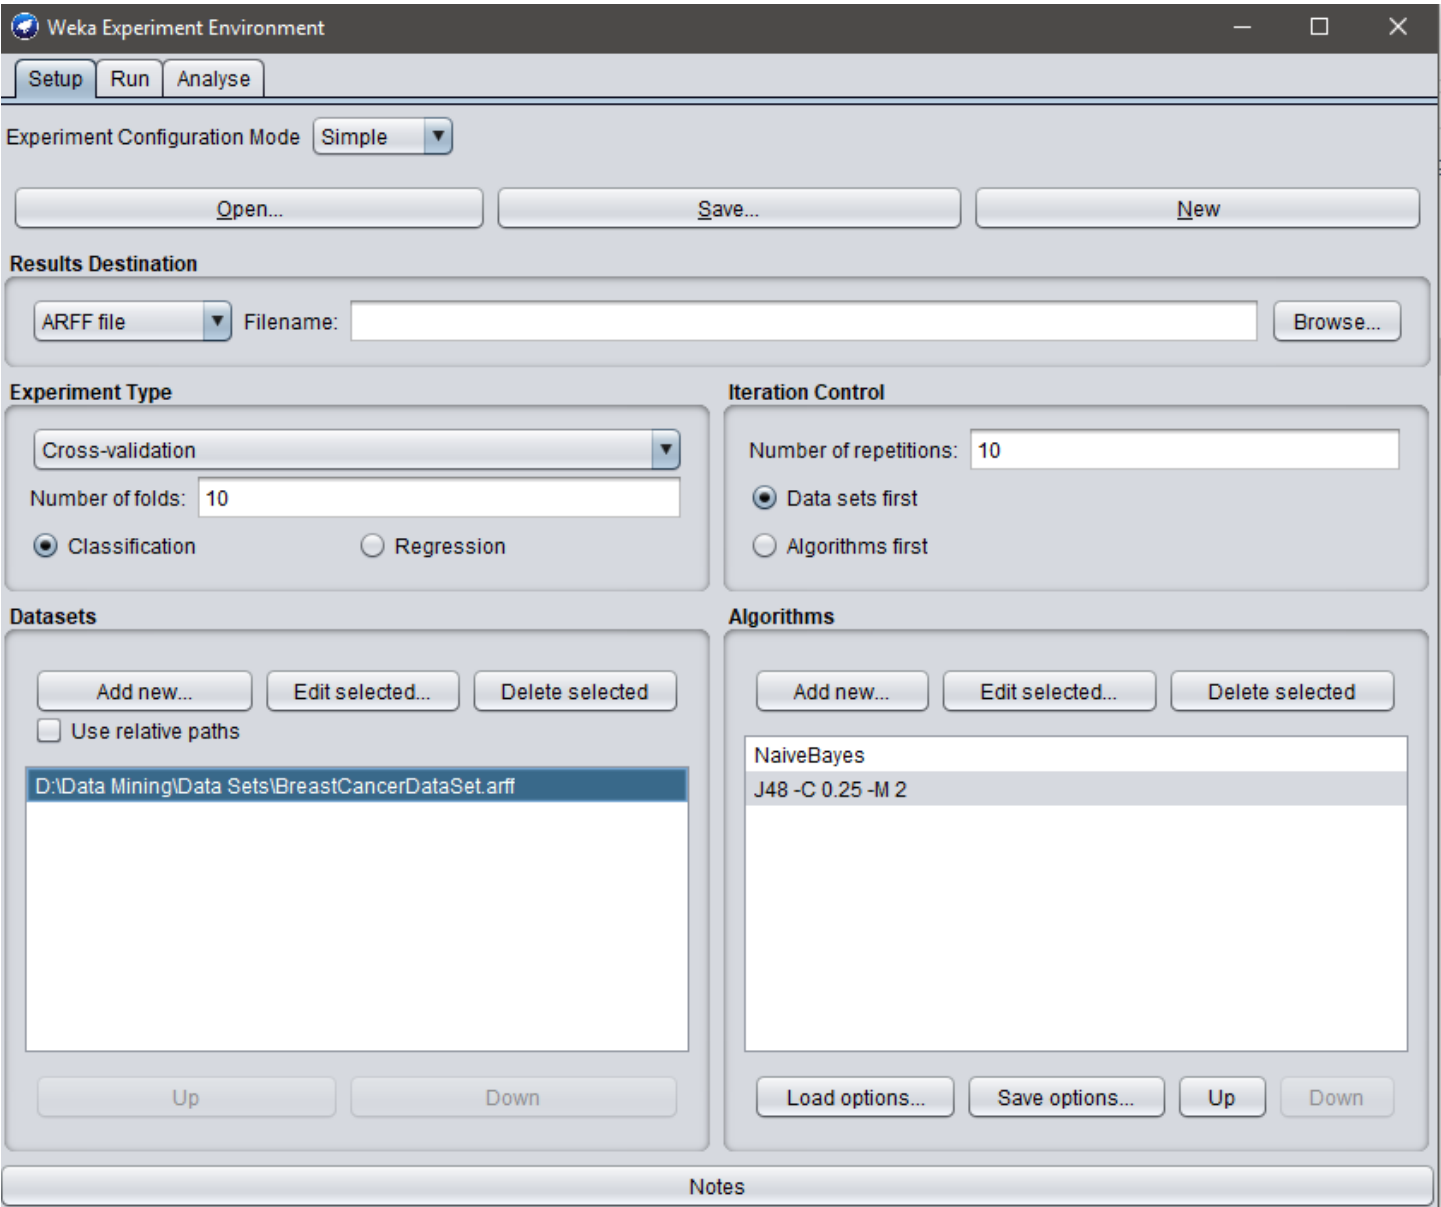 Weka Experiment Environment
Setup Run Analyse
Experiment Configuration Mode Simple
Open... Save... New
Results Destination
ARFF file Filename: Browse...
Experiment Type
Cross-validation
Number of folds: 10
Classification Regression
Iteration Control
Number of repetitions: 10
Data sets first
Algorithms first
Datasets
Add new... Edit selected... Delete selected
Use relative paths
D:\Data Mining\Data Sets\BreastCancerDataSet.arff
Up Down
Algorithms
Add new... Edit selected... Delete selected
NaiveBayes
J48 -C 0.25 -M 2
Load options... Save options... Up Down
Notes